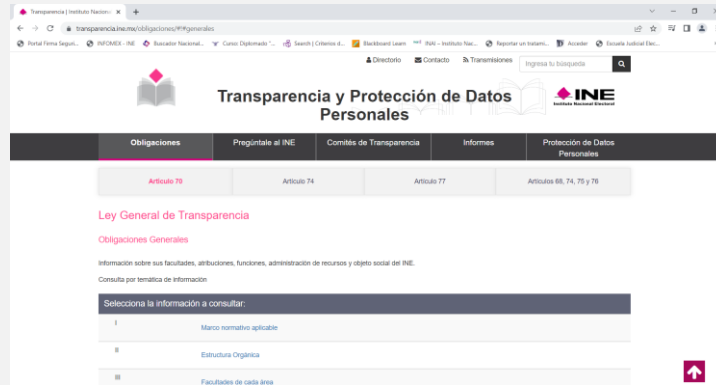 Transparencia | Instituto Nacion
transparencia.ine.mx/obligaciones/#!#generales
Portal Firma Seguri... INFOMEX - INE Buscador Nacional... Curso: Diplomado "... Search | Criterios d... Blackboard Learn INAI – Instituto Nac... Reportar un tratami... Acceder Escuela Judicial Elec...
Directorio Contacto Transmisiones Ingresa tu búsqueda
Transparencia y Protección de Datos
Personales
INE
Instituto Nacional Electoral
Obligaciones Pregúntale al INE Comités de Transparencia Informes Protección de Datos
Personales
Artículo 70 Artículo 74 Artículo 77 Artículos 68, 74, 75 y 76
Ley General de Transparencia
Obligaciones Generales
Información sobre sus facultades, atribuciones, funciones, administración de recursos y objeto social del INE.
Consulta por temática de información
Selecciona la información a consultar:
I Marco normativo aplicable
II Estructura Orgánica
III Facultades de cada área